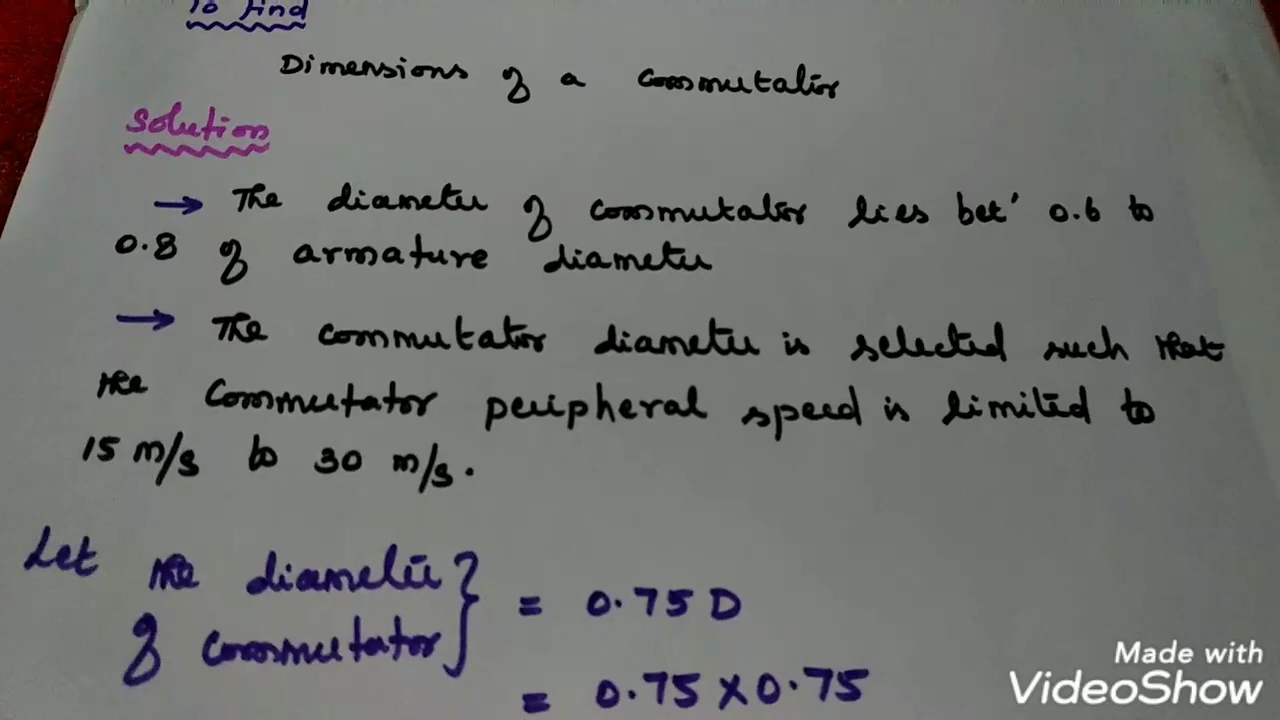 To find
Dimensions of a commutator
Solution
→ The diameter of commutator lies bet' 0.6 to
0.8 of armature diameter
→ The commutator diameter is selected such that
the commutator peripheral speed is limited to
15 m/s to 30 m/s.
Let the diameter
of commutator } = 0.75 D
= 0.75 X 0.75
Made with
VideoShow